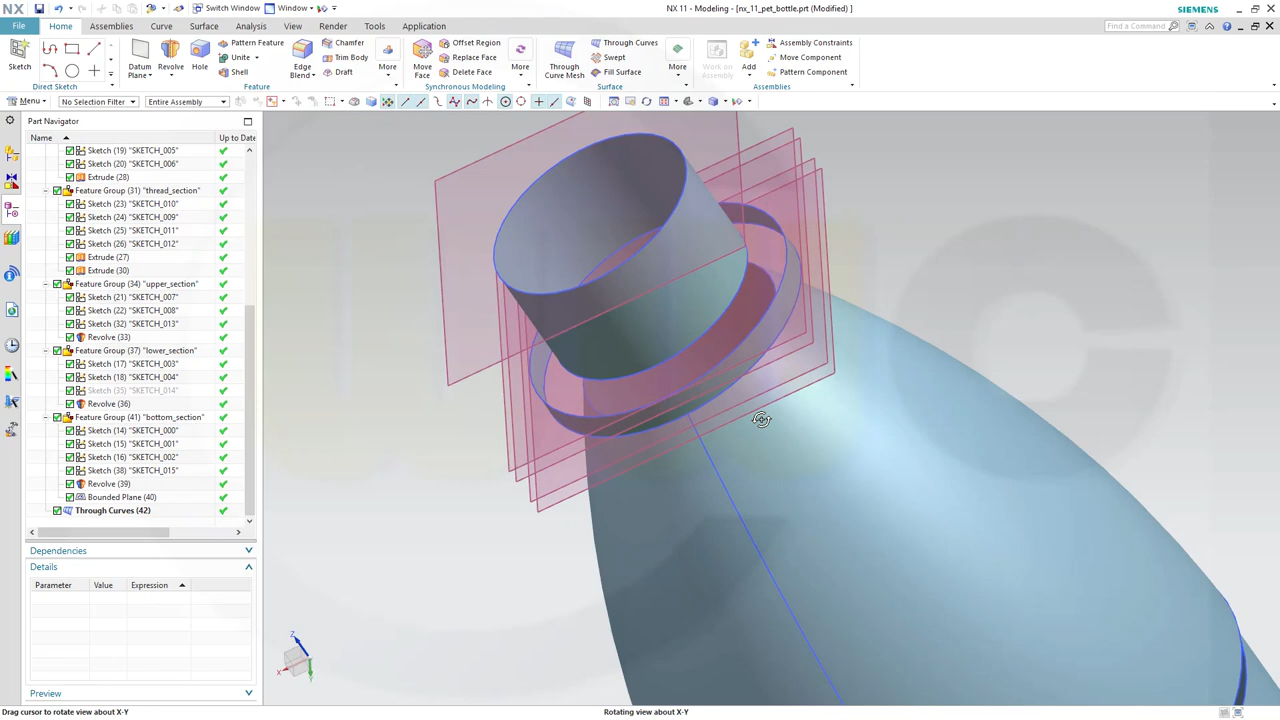 NX
Switch Window
Window
NX 11 - Modeling - [nx_11_pet_bottle.prt (Modified) ]
SIEMENS
File Home Assemblies Curve Surface Analysis View Render Tools Application
Find a Command
Sketch
Direct Sketch
Datum Plane
Revolve
Hole
Pattern Feature
Unite
Shell
Edge Blend
Chamfer
Trim Body
Draft
More
Feature
Move Face
Offset Region
Replace Face
Delete Face
More
Synchronous Modeling
Through Curve Mesh
Through Curves
Swept
Fill Surface
More
Surface
Work on Assembly
Add
Assembly Constraints
Move Component
Pattern Component
Assemblies
Menu
No Selection Filter
Entire Assembly
Part Navigator
Name Up to Date
Sketch (19) "SKETCH_005"
Sketch (20) "SKETCH_006"
Extrude (28)
Feature Group (31) "thread_section"
Sketch (23) "SKETCH_010"
Sketch (24) "SKETCH_009"
Sketch (25) "SKETCH_011"
Sketch (26) "SKETCH_012"
Extrude (27)
Extrude (30)
Feature Group (34) "upper_section"
Sketch (21) "SKETCH_007"
Sketch (22) "SKETCH_008"
Sketch (32) "SKETCH_013"
Revolve (33)
Feature Group (37) "lower_section"
Sketch (17) "SKETCH_003"
Sketch (18) "SKETCH_004"
Sketch (35) "SKETCH_014"
Revolve (36)
Feature Group (41) "bottom_section"
Sketch (14) "SKETCH_000"
Sketch (15) "SKETCH_001"
Sketch (16) "SKETCH_002"
Sketch (38) "SKETCH_015"
Revolve (39)
Bounded Plane (40)
Through Curves (42)
Dependencies
Details
Parameter Value Expression
Preview
Z
X
Y
Drag cursor to rotate view about X-Y
Rotating view about X-Y